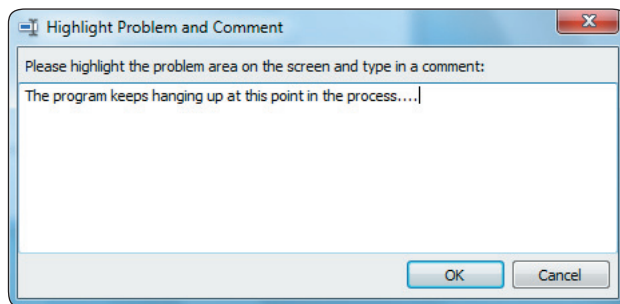 Highlight Problem and Comment
Please highlight the problem area on the screen and type in a comment:
The program keeps hanging up at this point in the process....
OK Cancel